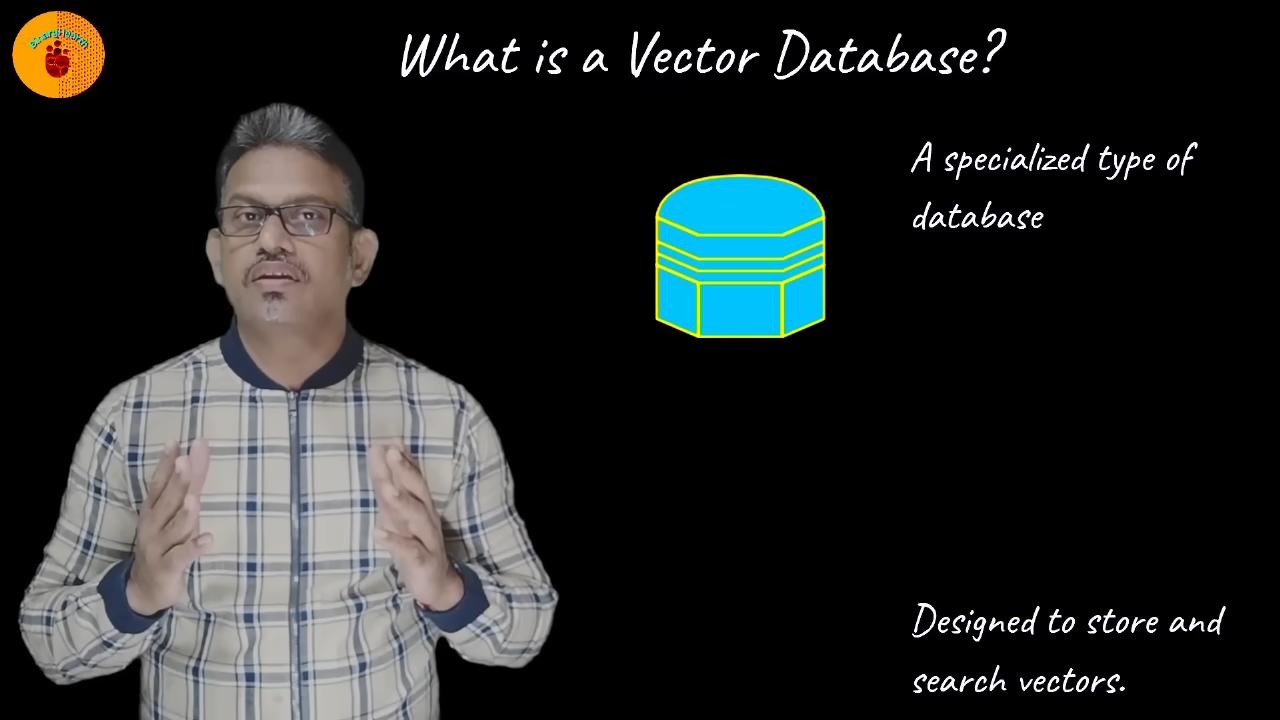 What is a Vector Database?
A specialized type of
database
Designed to store and
search vectors.